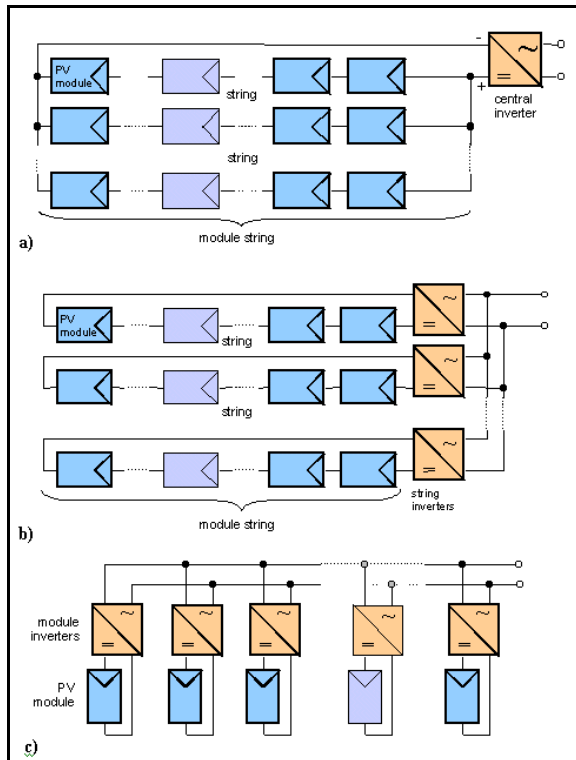 PV
module
string
string
-
+
central
inverter
module string
a)
PV
module
string
string
string
inverters
module string
b)
module
inverters
PV
module
c)